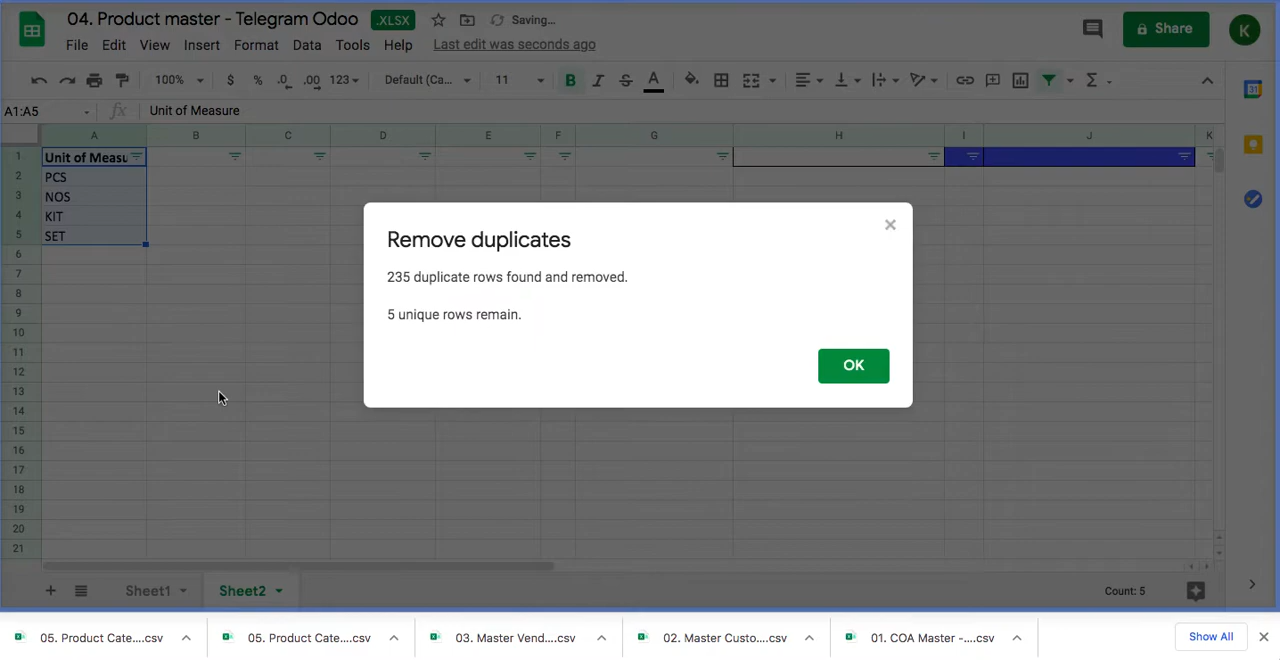 04. Product master - Telegram Odoo .XLSX Saving...
File Edit View Insert Format Data Tools Help Last edit was seconds ago
Share K
100% $ % .0 .00 123 Default (Ca... 11 B I S A Σ
A1:A5 fx Unit of Measure
A B C D E F G H I J K
1 Unit of Measu
2 PCS
3 NOS
4 KIT
5 SET
6
7
8
9
10
11
12
13
14
15
16
17
18
19
20
21
Remove duplicates
235 duplicate rows found and removed.
5 unique rows remain.
OK
31
Sheet1 Sheet2 Count: 5
05. Product Cate....csv 05. Product Cate....csv 03. Master Vend....csv 02. Master Custo....csv 01. COA Master -....csv Show All